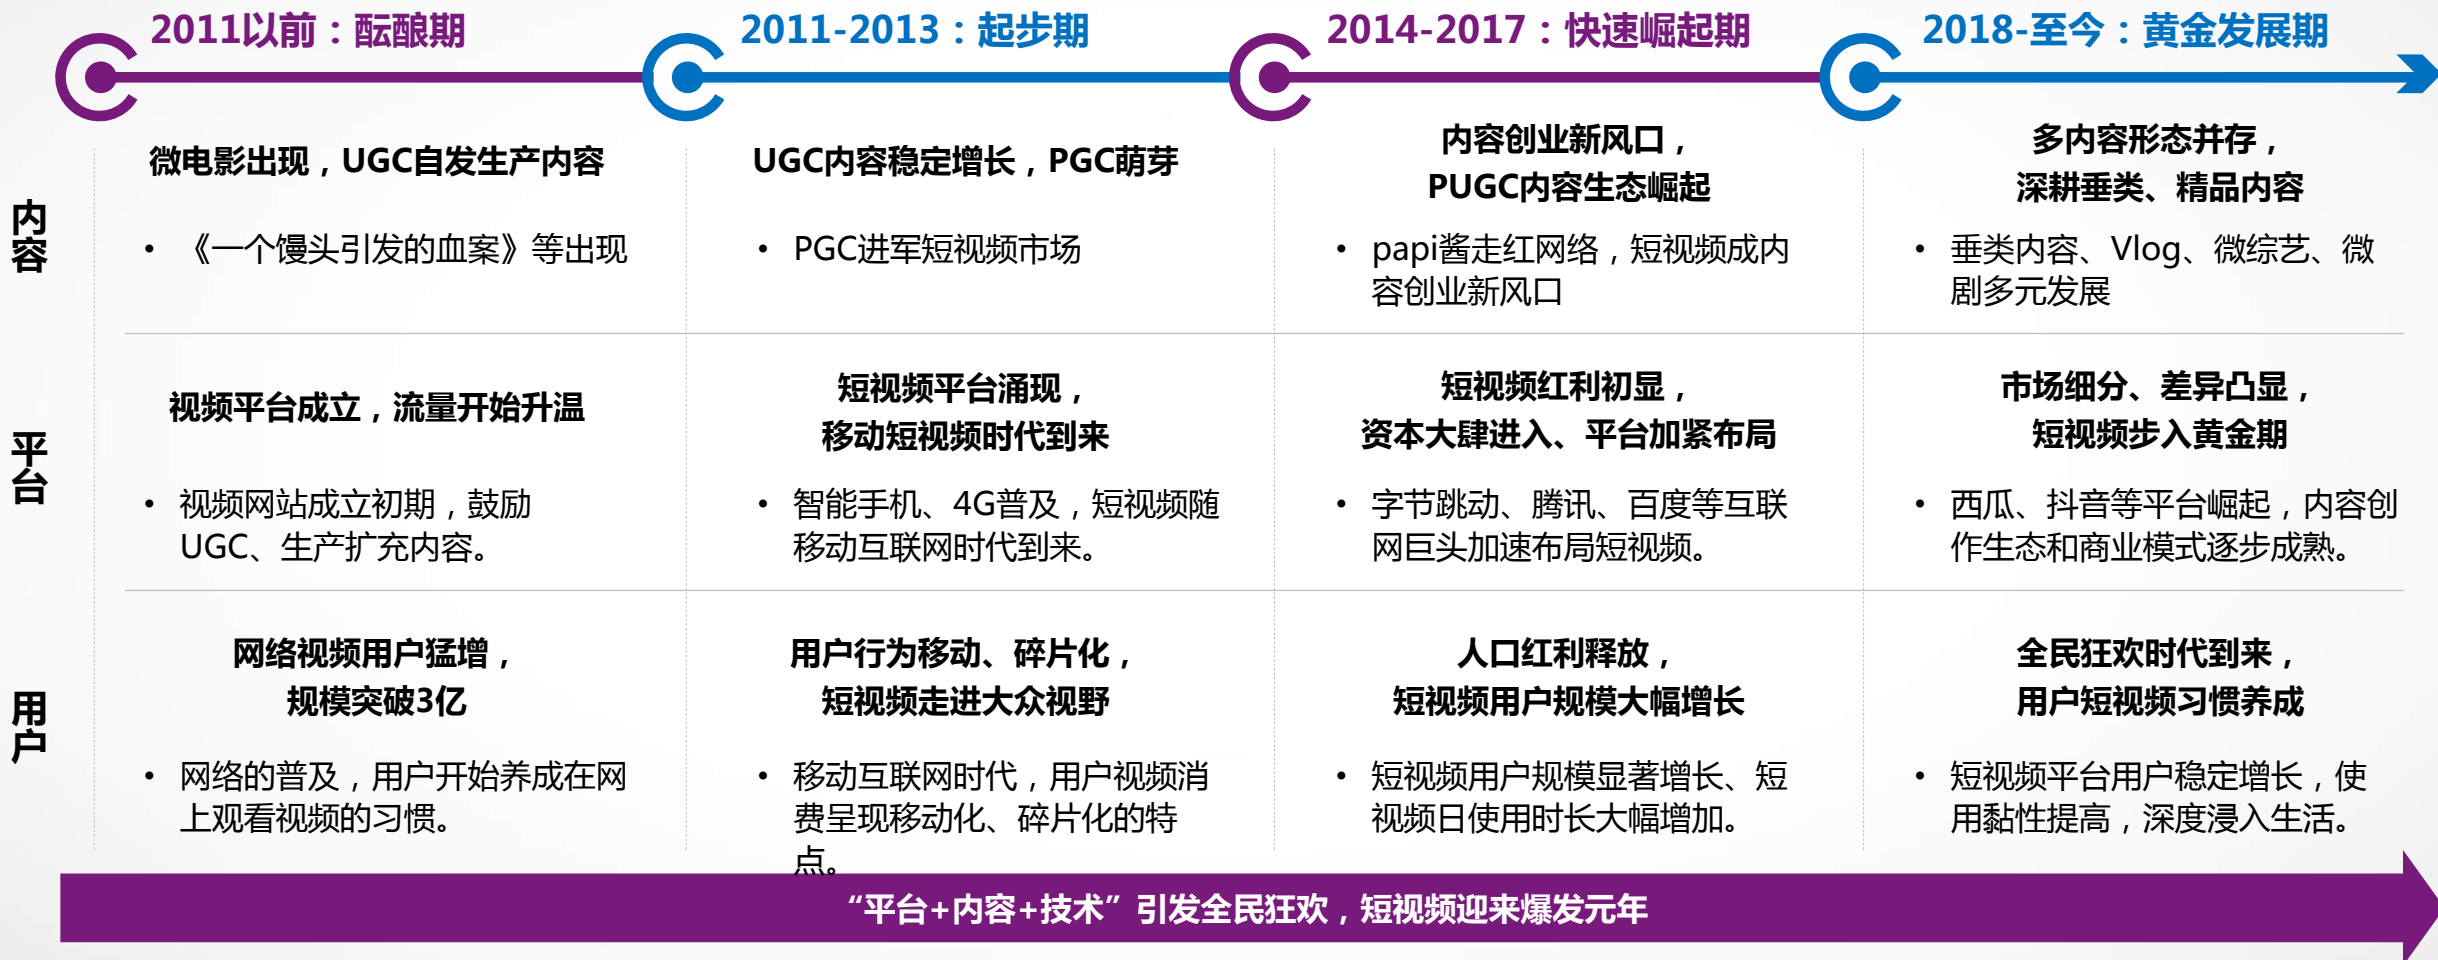 2011以前：酝酿期
2011-2013：起步期
2014-2017：快速崛起期
2018-至今：黄金发展期
内容
微电影出现，UGC自发生产内容
• 《一个馒头引发的血案》等出现
UGC内容稳定增长，PGC萌芽
• PGC进军短视频市场
内容创业新风口，
PUGC内容生态崛起
• papi酱走红网络，短视频成内
容创业新风口
多内容形态并存，
深耕垂类、精品内容
• 垂类内容、Vlog、微综艺、微
剧多元发展
平台
视频平台成立，流量开始升温
• 视频网站成立初期，鼓励
UGC、生产扩充内容。
短视频平台涌现，
移动短视频时代到来
• 智能手机、4G普及，短视频随
移动互联网时代到来。
短视频红利初显，
资本大肆进入、平台加紧布局
• 字节跳动、腾讯、百度等互联
网巨头加速布局短视频。
市场细分、差异凸显，
短视频步入黄金期
• 西瓜、抖音等平台崛起，内容创
作生态和商业模式逐步成熟。
用户
网络视频用户猛增，
规模突破3亿
• 网络的普及，用户开始养成在网
上观看视频的习惯。
用户行为移动、碎片化，
短视频走进大众视野
• 移动互联网时代，用户视频消
费呈现移动化、碎片化的特
点。
人口红利释放，
短视频用户规模大幅增长
• 短视频用户规模显著增长、短
视频日使用时长大幅增加。
全民狂欢时代到来，
用户短视频习惯养成
• 短视频平台用户稳定增长，使
用黏性提高，深度浸入生活。
“平台+内容+技术”引发全民狂欢，短视频迎来爆发元年